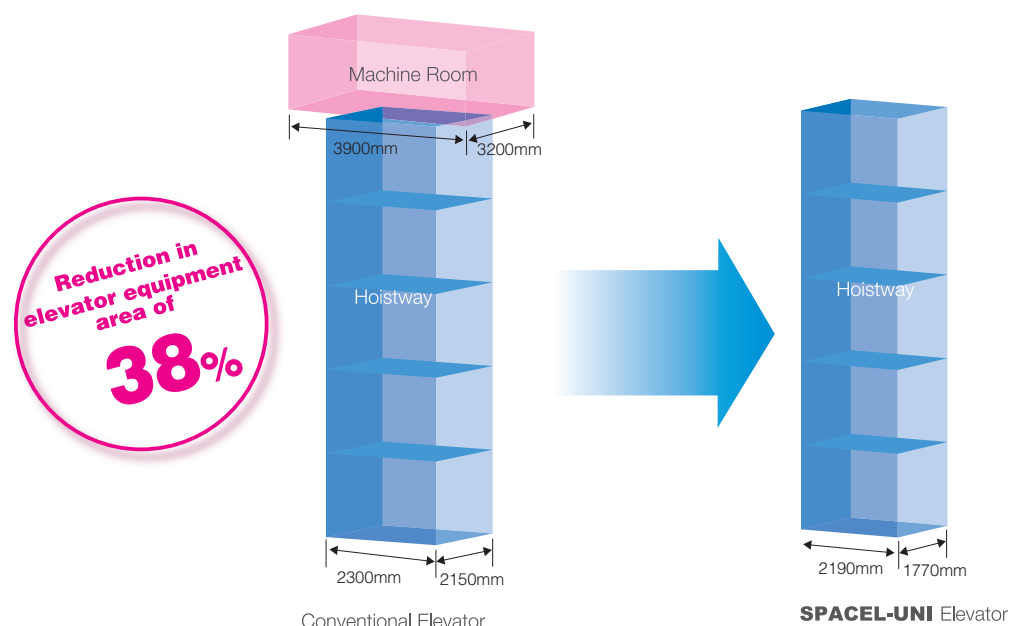 Machine Room
3900mm
3200mm
Reduction in
elevator equipment
area of
38%
Hoistway
Hoistway
2300mm
2150mm
2190mm
1770mm
Conventional Elevator
SPACEL-UNI Elevator